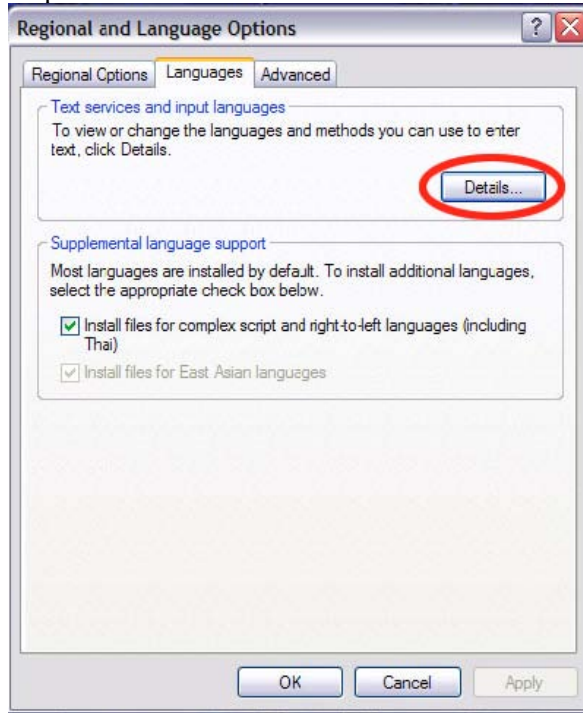 Regional and Language Options
Regional Options Languages Advanced
Text services and input languages
To view or change the languages and methods you can use to enter
text, click Details.
Details...
Supplemental language support
Most languages are installed by default. To install additional languages,
select the appropriate check box below.
Install files for complex script and right-to-left languages (including
Thai)
Install files for East Asian languages
OK Cancel Apply